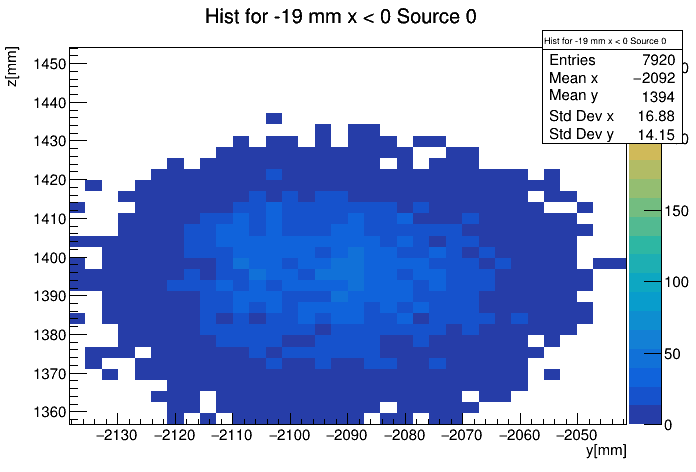 Hist for -19 mm x < 0 Source 0
z[mm]
1450
1440
1430
1420
1410
1400
1390
1380
1370
1360
−2130 −2120 −2110 −2100 −2090 −2080 −2070 −2060 −2050
y[mm]
Hist for -19 mm x < 0 Source 0
Entries 7920
Mean x −2092
Mean y 1394
Std Dev x 16.88
Std Dev y 14.15
0
0
150
100
50
0